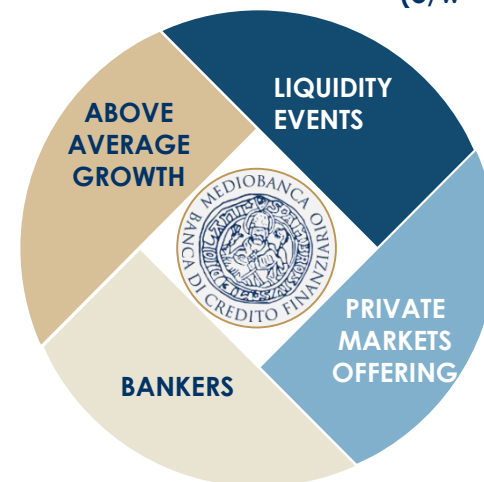 LIQUIDITY
EVENTS
ABOVE
AVERAGE
GROWTH
MEDIOBANCA
BANCA DI CREDITO FINANZIARIO
PRIVATE
MARKETS
OFFERING
BANKERS